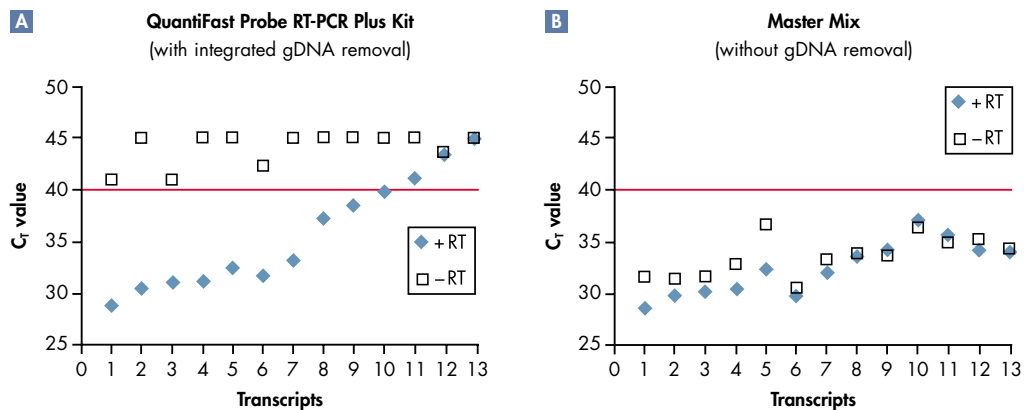 A
QuantiFast Probe RT-PCR Plus Kit
(with integrated gDNA removal)
50
45
40
35
30
25
C_T value
+ RT
– RT
0 1 2 3 4 5 6 7 8 9 10 11 12 13
Transcripts
B
Master Mix
(without gDNA removal)
50
45
40
35
30
25
C_T value
+ RT
– RT
0 1 2 3 4 5 6 7 8 9 10 11 12 13
Transcripts